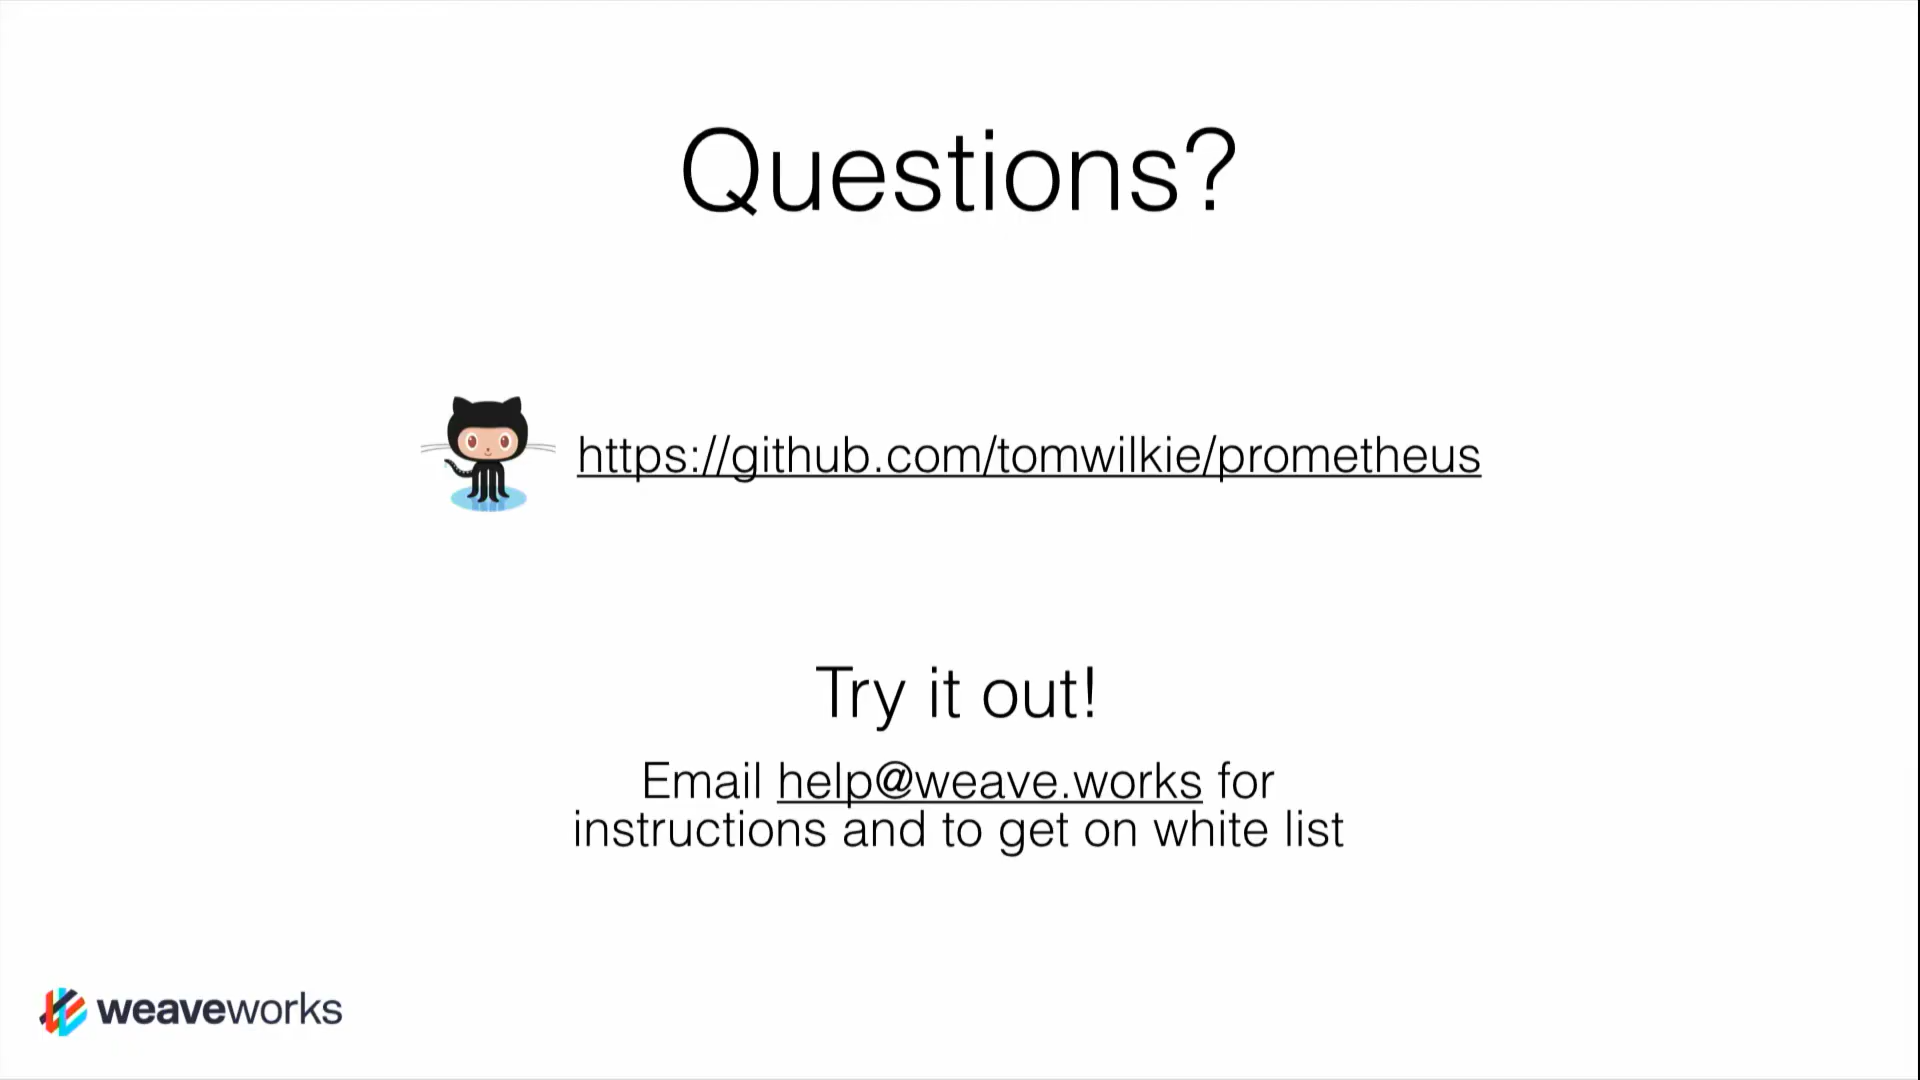 Questions?
https://github.com/tomwilkie/prometheus
Try it out!
Email help@weave.works for
instructions and to get on white list
weaveworks